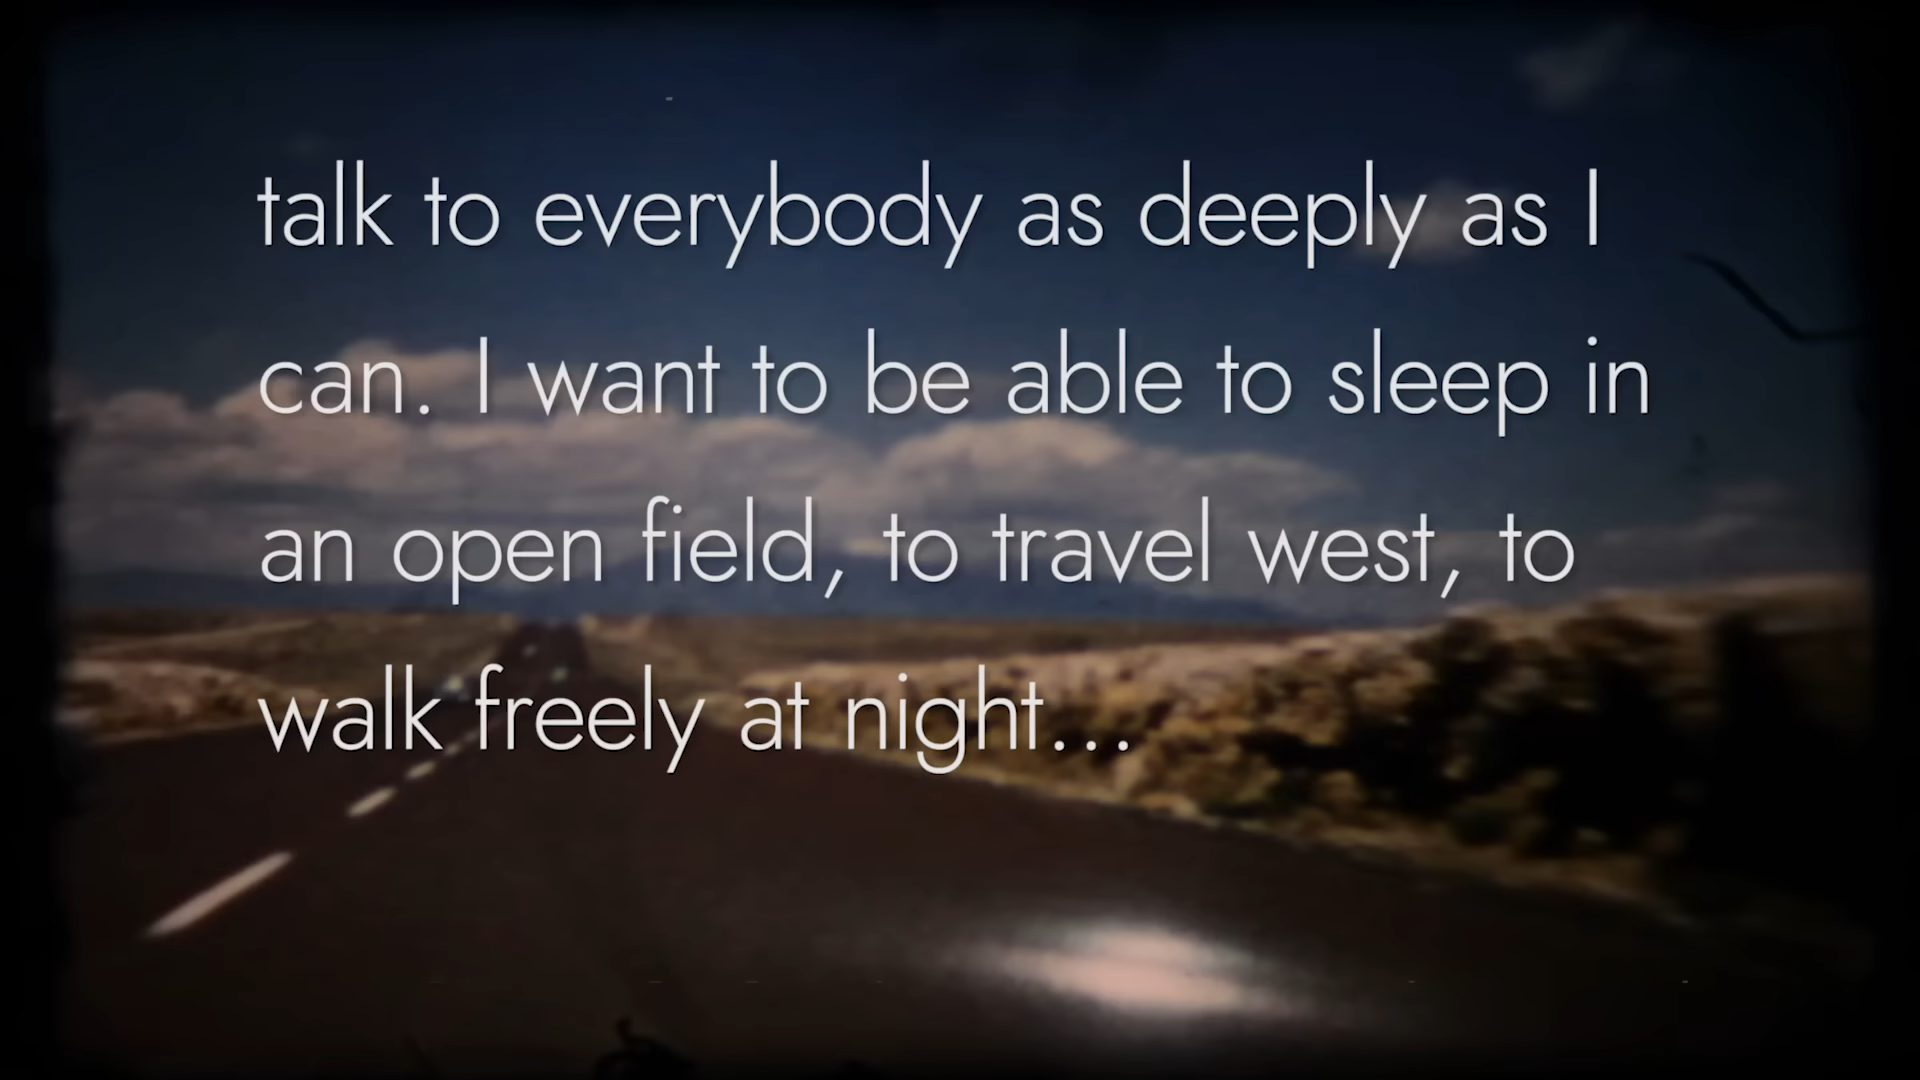 talk to everybody as deeply as I
can. I want to be able to sleep in
an open field, to travel west, to
walk freely at night...